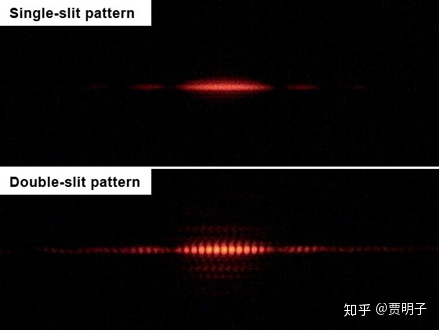 Single-slit pattern
Double-slit pattern
知乎 @贾明子